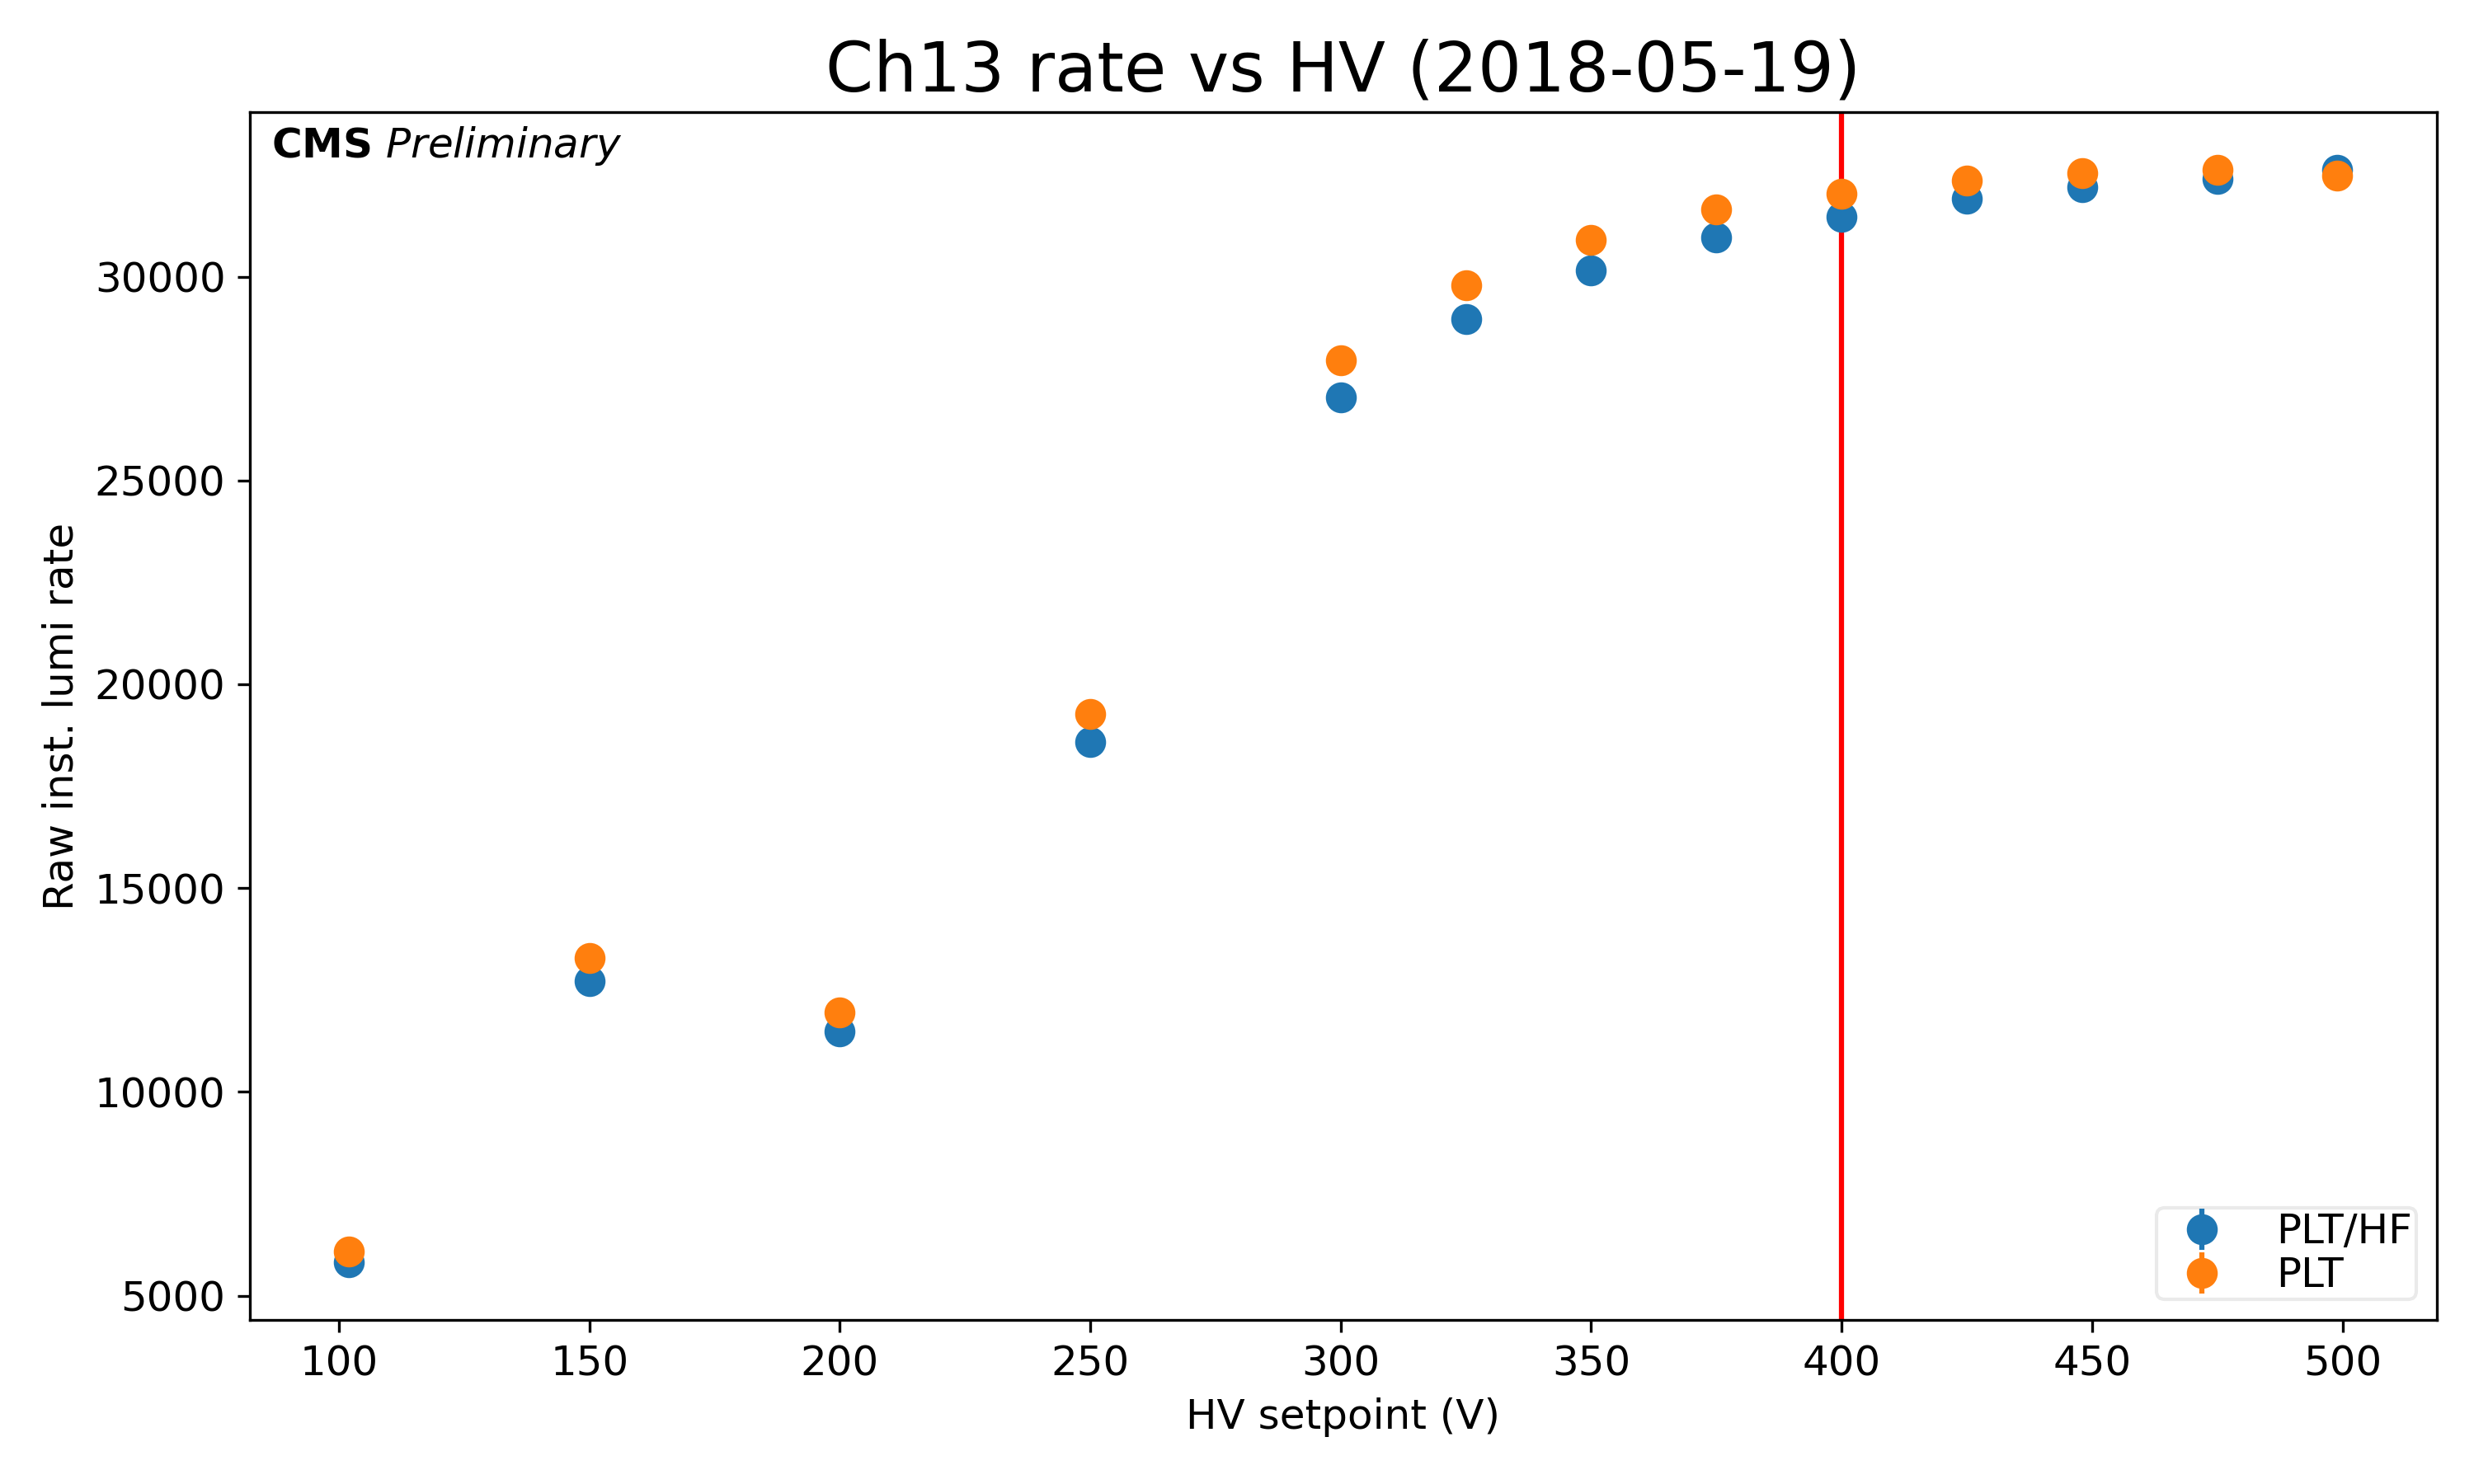 Ch13 rate vs HV (2018-05-19)
CMS Preliminary
30000
25000
20000
15000
10000
5000
Raw inst. lumi rate
PLT/HF
PLT
100 150 200 250 300 350 400 450 500
HV setpoint (V)